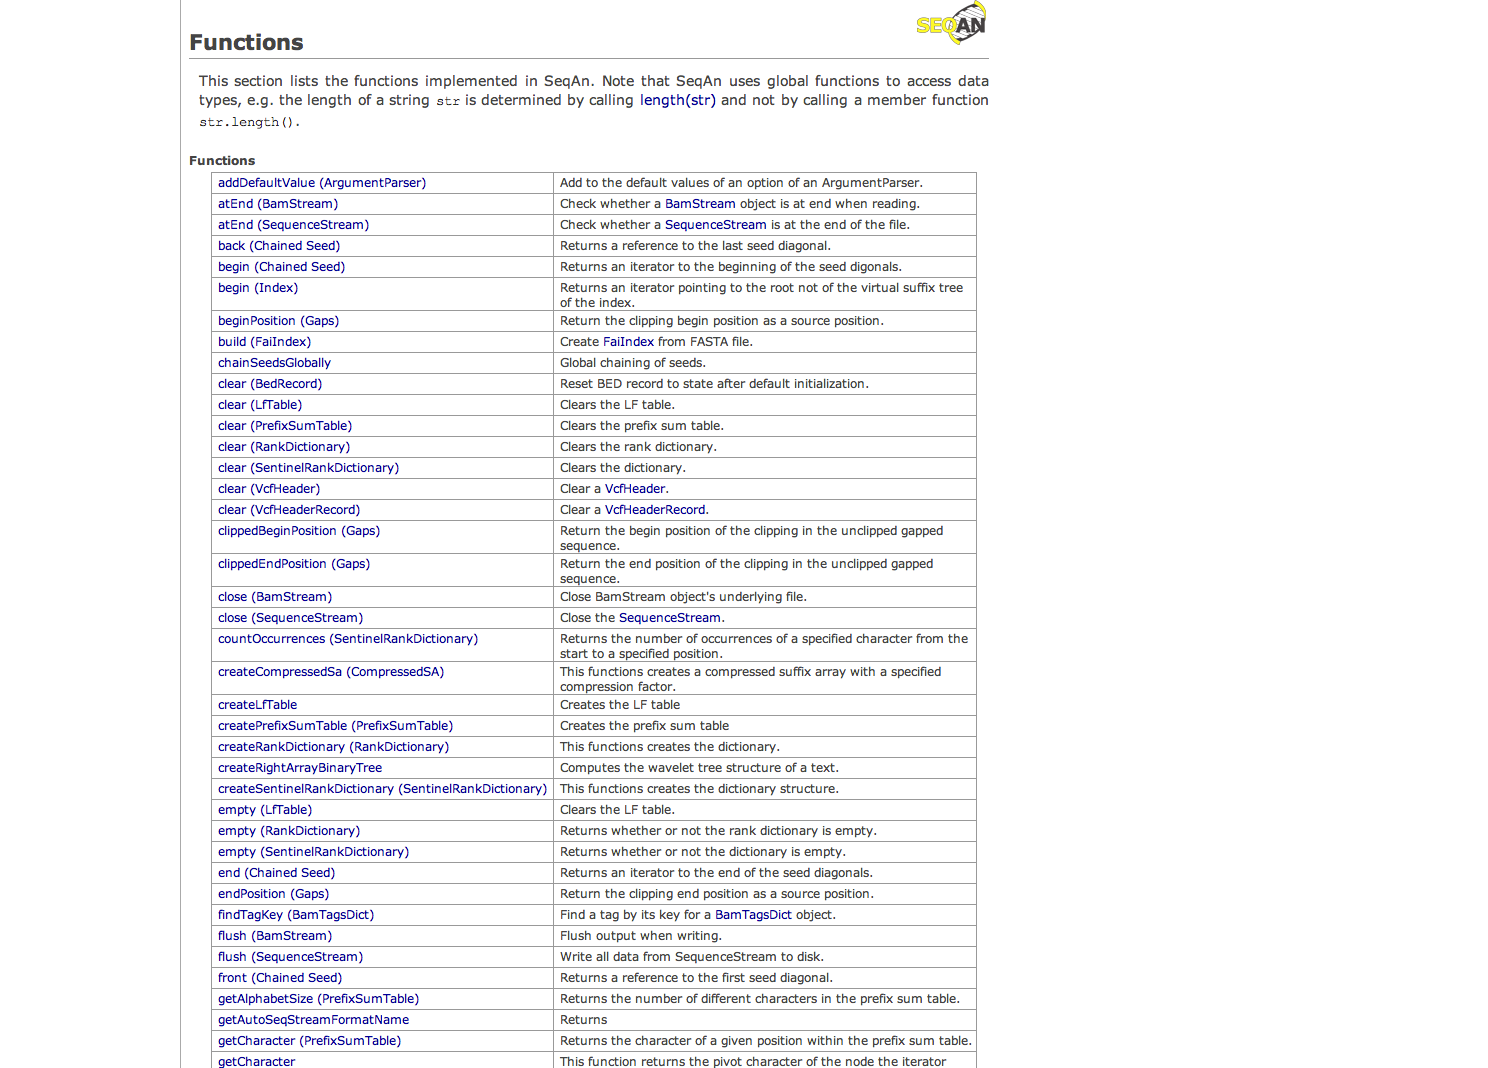 SEQAN
Functions
This section lists the functions implemented in SeqAn. Note that SeqAn uses global functions to access data
types, e.g. the length of a string str is determined by calling length(str) and not by calling a member function
str.length().
Functions
addDefaultValue (ArgumentParser) Add to the default values of an option of an ArgumentParser.
atEnd (BamStream) Check whether a BamStream object is at end when reading.
atEnd (SequenceStream) Check whether a SequenceStream is at the end of the file.
back (Chained Seed) Returns a reference to the last seed diagonal.
begin (Chained Seed) Returns an iterator to the beginning of the seed digonals.
begin (Index) Returns an iterator pointing to the root not of the virtual suffix tree
of the index.
beginPosition (Gaps) Return the clipping begin position as a source position.
build (FaiIndex) Create FaiIndex from FASTA file.
chainSeedsGlobally Global chaining of seeds.
clear (BedRecord) Reset BED record to state after default initialization.
clear (LfTable) Clears the LF table.
clear (PrefixSumTable) Clears the prefix sum table.
clear (RankDictionary) Clears the rank dictionary.
clear (SentinelRankDictionary) Clears the dictionary.
clear (VcfHeader) Clear a VcfHeader.
clear (VcfHeaderRecord) Clear a VcfHeaderRecord.
clippedBeginPosition (Gaps) Return the begin position of the clipping in the unclipped gapped
sequence.
clippedEndPosition (Gaps) Return the end position of the clipping in the unclipped gapped
sequence.
close (BamStream) Close BamStream object's underlying file.
close (SequenceStream) Close the SequenceStream.
countOccurrences (SentinelRankDictionary) Returns the number of occurrences of a specified character from the
start to a specified position.
createCompressedSa (CompressedSA) This functions creates a compressed suffix array with a specified
compression factor.
createLfTable Creates the LF table
createPrefixSumTable (PrefixSumTable) Creates the prefix sum table
createRankDictionary (RankDictionary) This functions creates the dictionary.
createRightArrayBinaryTree Computes the wavelet tree structure of a text.
createSentinelRankDictionary (SentinelRankDictionary) This functions creates the dictionary structure.
empty (LfTable) Clears the LF table.
empty (RankDictionary) Returns whether or not the rank dictionary is empty.
empty (SentinelRankDictionary) Returns whether or not the dictionary is empty.
end (Chained Seed) Returns an iterator to the end of the seed diagonals.
endPosition (Gaps) Return the clipping end position as a source position.
findTagKey (BamTagsDict) Find a tag by its key for a BamTagsDict object.
flush (BamStream) Flush output when writing.
flush (SequenceStream) Write all data from SequenceStream to disk.
front (Chained Seed) Returns a reference to the first seed diagonal.
getAlphabetSize (PrefixSumTable) Returns the number of different characters in the prefix sum table.
getAutoSeqStreamFormatName Returns
getCharacter (PrefixSumTable) Returns the character of a given position within the prefix sum table.
getCharacter This function returns the pivot character of the node the iterator